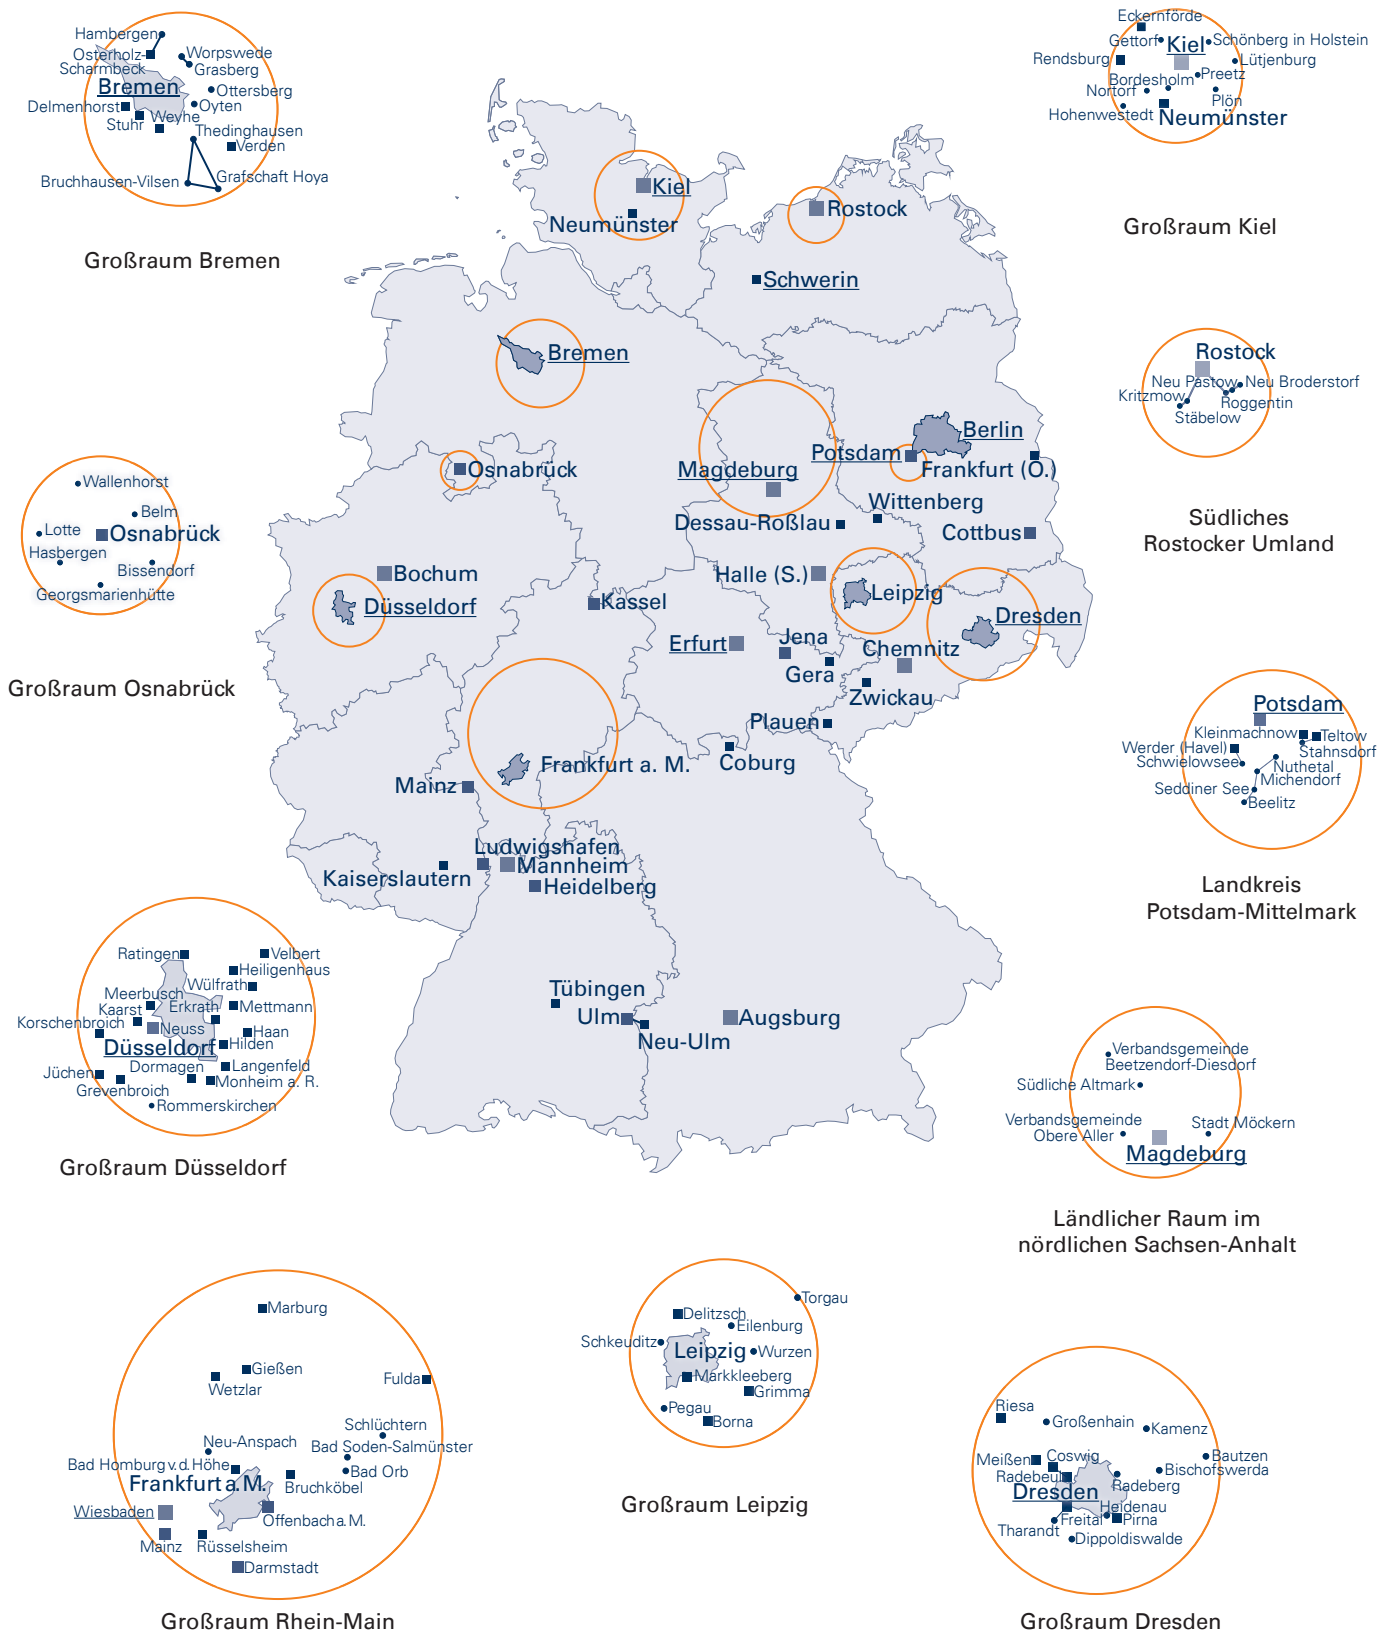 Hambergen
Osterholz-
Scharmbeck
Worpswede
Grasberg
Bremen
Ottersberg
Delmenhorst
Oyten
Stuhr
Weyhe
Thedinghausen
Verden
Bruchhausen-Vilsen
Grafschaft Hoya
Großraum Bremen
Eckernförde
Gettorf
Kiel
Schönberg in Holstein
Rendsburg
Lütjenburg
Bordesholm
Preetz
Nortorf
Plön
Hohenwestedt
Neumünster
Großraum Kiel
Kiel
Neumünster
Rostock
Schwerin
Bremen
Berlin
Potsdam
Magdeburg
Frankfurt (O.)
Osnabrück
Wittenberg
Dessau-Roßlau
Cottbus
Bochum
Halle (S.)
Leipzig
Düsseldorf
Kassel
Dresden
Erfurt
Jena
Chemnitz
Gera
Zwickau
Plauen
Coburg
Frankfurt a. M.
Mainz
Ludwigshafen
Mannheim
Kaiserslautern
Heidelberg
Tübingen
Ulm
Neu-Ulm
Augsburg
Rostock
Neu Pastow
Neu Broderstorf
Kritzmow
Roggentin
Stäbelow
Südliches
Rostocker Umland
Wallenhorst
Belm
Lotte
Osnabrück
Hasbergen
Bissendorf
Georgsmarienhütte
Großraum Osnabrück
Potsdam
Kleinmachnow
Teltow
Werder (Havel)
Stahnsdorf
Schwielowsee
Nuthetal
Michendorf
Seddiner See
Beelitz
Landkreis
Potsdam-Mittelmark
Ratingen
Velbert
Heiligenhaus
Wülfrath
Meerbusch
Kaarst
Erkrath
Mettmann
Korschenbroich
Neuss
Haan
Düsseldorf
Hilden
Jüchen
Dormagen
Langenfeld
Grevenbroich
Monheim a. R.
Rommerskirchen
Großraum Düsseldorf
Verbandsgemeinde
Beetzendorf-Diesdorf
Südliche Altmark
Verbandsgemeinde
Obere Aller
Stadt Möckern
Magdeburg
Ländlicher Raum im
nördlichen Sachsen-Anhalt
Marburg
Gießen
Wetzlar
Fulda
Schlüchtern
Neu-Anspach
Bad Soden-Salmünster
Bad Homburg v. d. Höhe
Bad Orb
Frankfurt a. M.
Bruchköbel
Wiesbaden
Offenbach a. M.
Mainz
Rüsselsheim
Darmstadt
Großraum Rhein-Main
Torgau
Delitzsch
Eilenburg
Schkeuditz
Leipzig
Wurzen
Markkleeberg
Grimma
Pegau
Borna
Großraum Leipzig
Riesa
Großenhain
Kamenz
Meißen
Coswig
Bautzen
Radebeul
Bischofswerda
Dresden
Radeberg
Heidenau
Tharandt
Freital
Pirna
Dippoldiswalde
Großraum Dresden